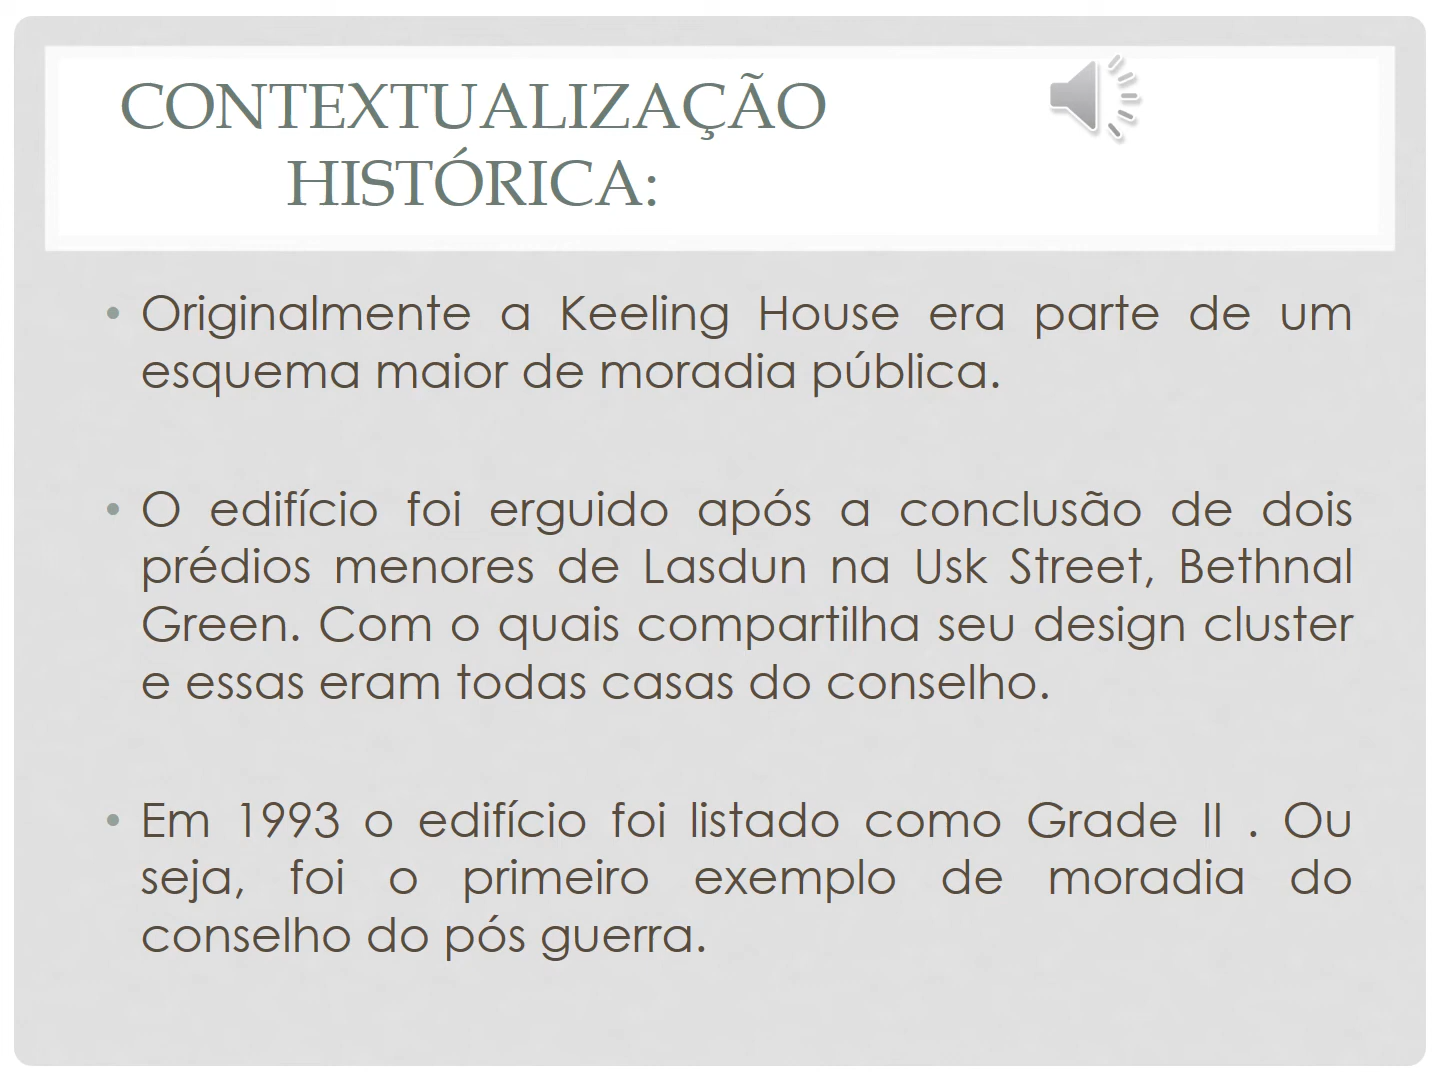 CONTEXTUALIZAÇÃO
HISTÓRICA:
• Originalmente a Keeling House era parte de um
esquema maior de moradia pública.
• O edifício foi erguido após a conclusão de dois
prédios menores de Lasdun na Usk Street, Bethnal
Green. Com o quais compartilha seu design cluster
e essas eram todas casas do conselho.
• Em 1993 o edifício foi listado como Grade II . Ou
seja, foi o primeiro exemplo de moradia do
conselho do pós guerra.